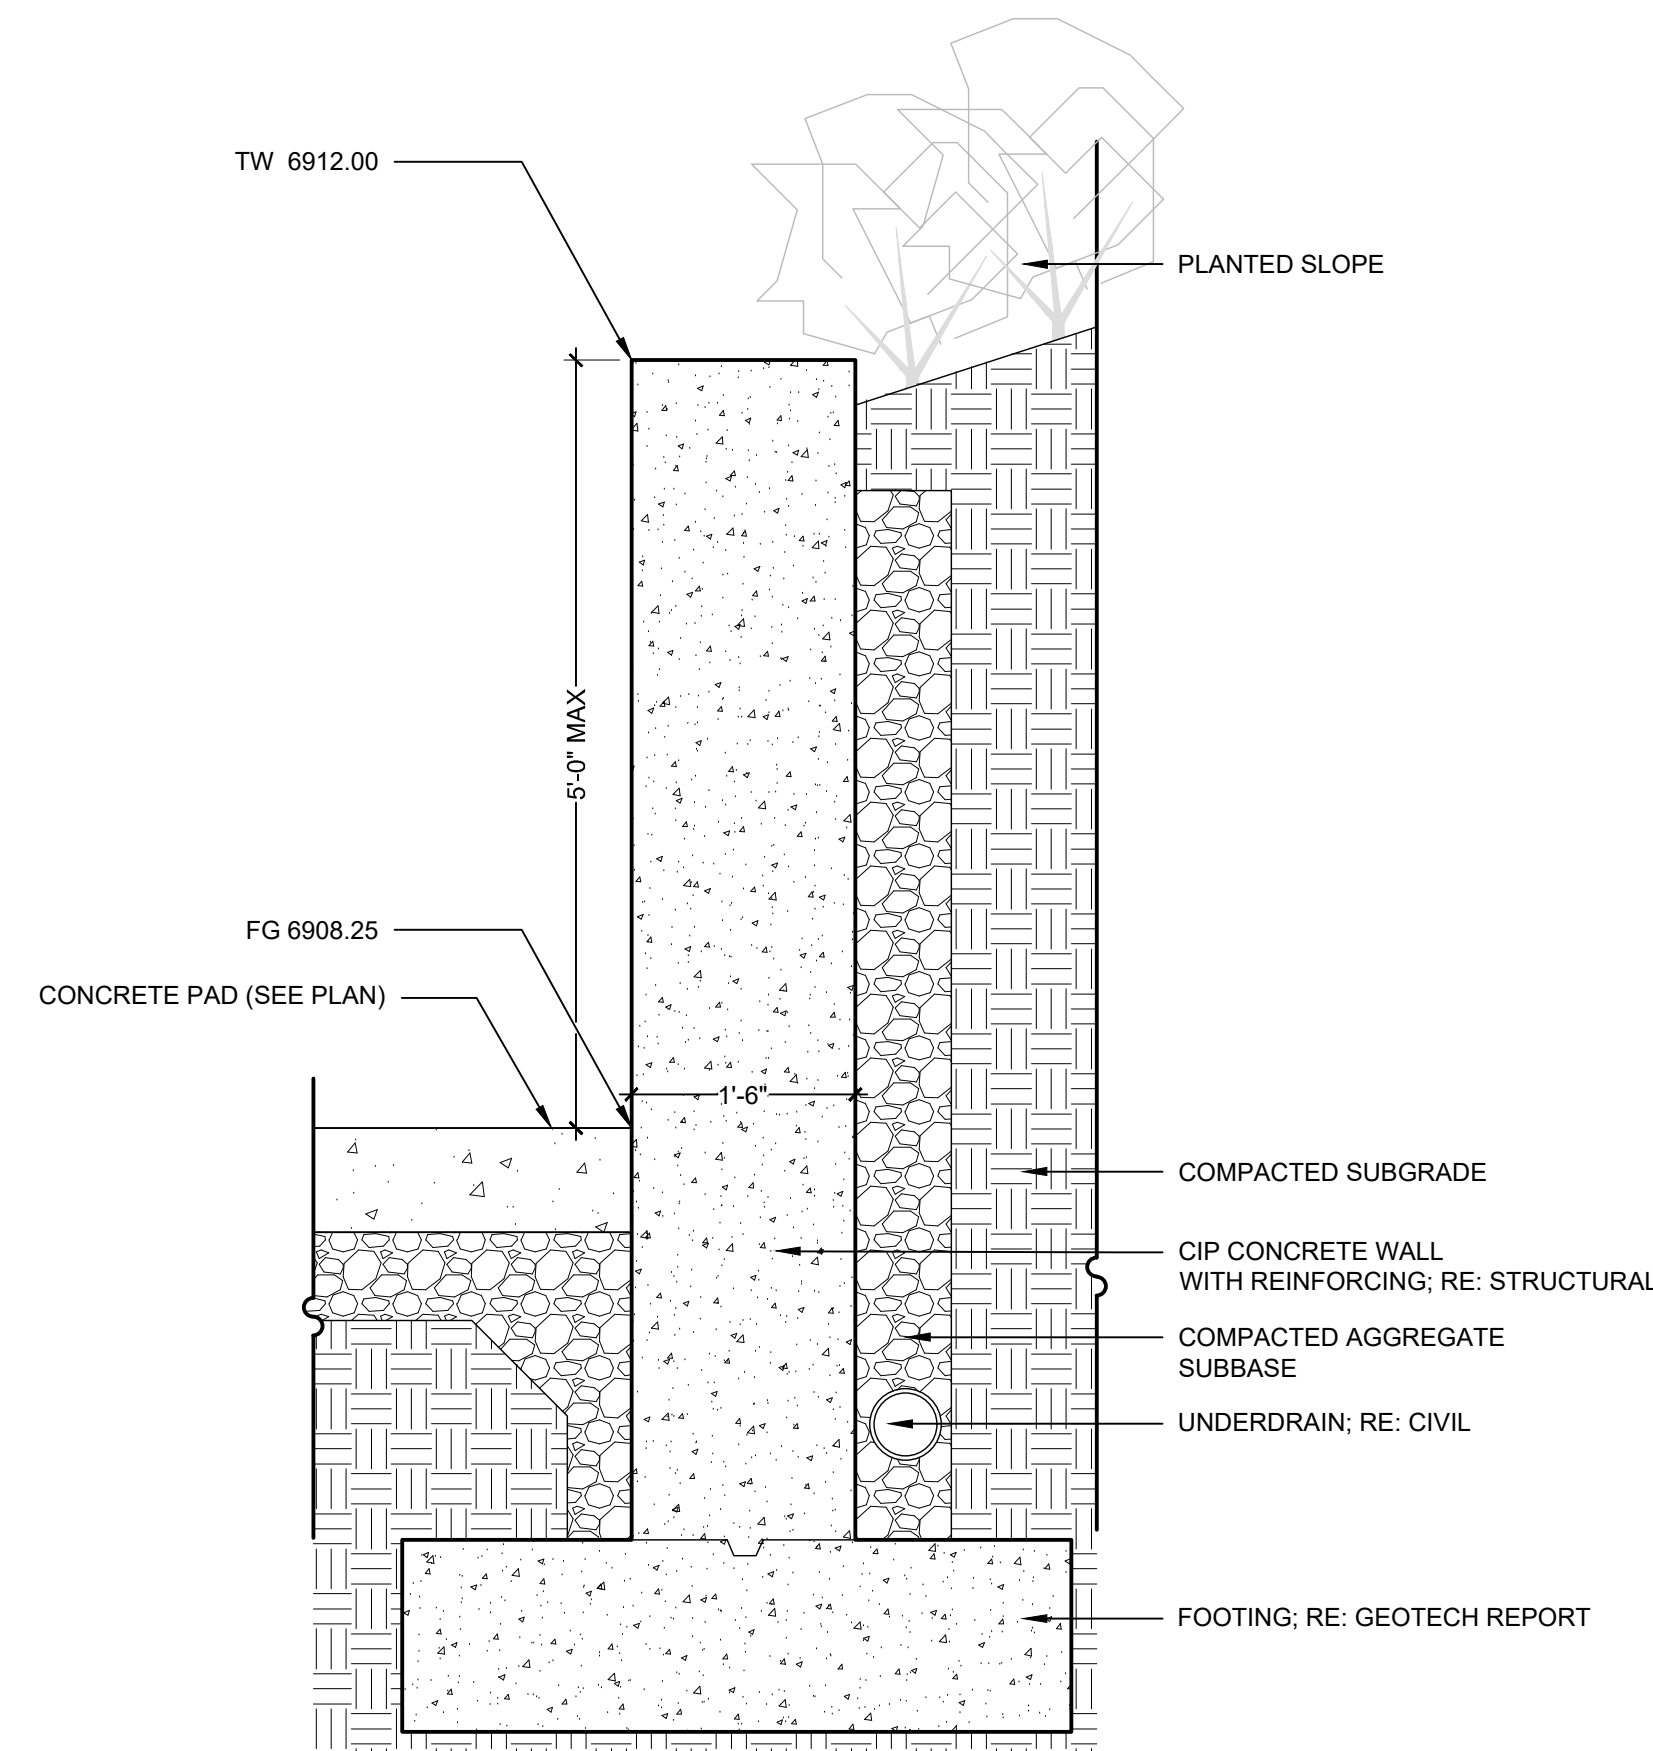 TW 6912.00
PLANTED SLOPE
5'-0" MAX
FG 6908.25
CONCRETE PAD (SEE PLAN)
1'-6"
COMPACTED SUBGRADE
CIP CONCRETE WALL
WITH REINFORCING; RE: STRUCTURAL
COMPACTED AGGREGATE
SUBBASE
UNDERDRAIN; RE: CIVIL
FOOTING; RE: GEOTECH REPORT